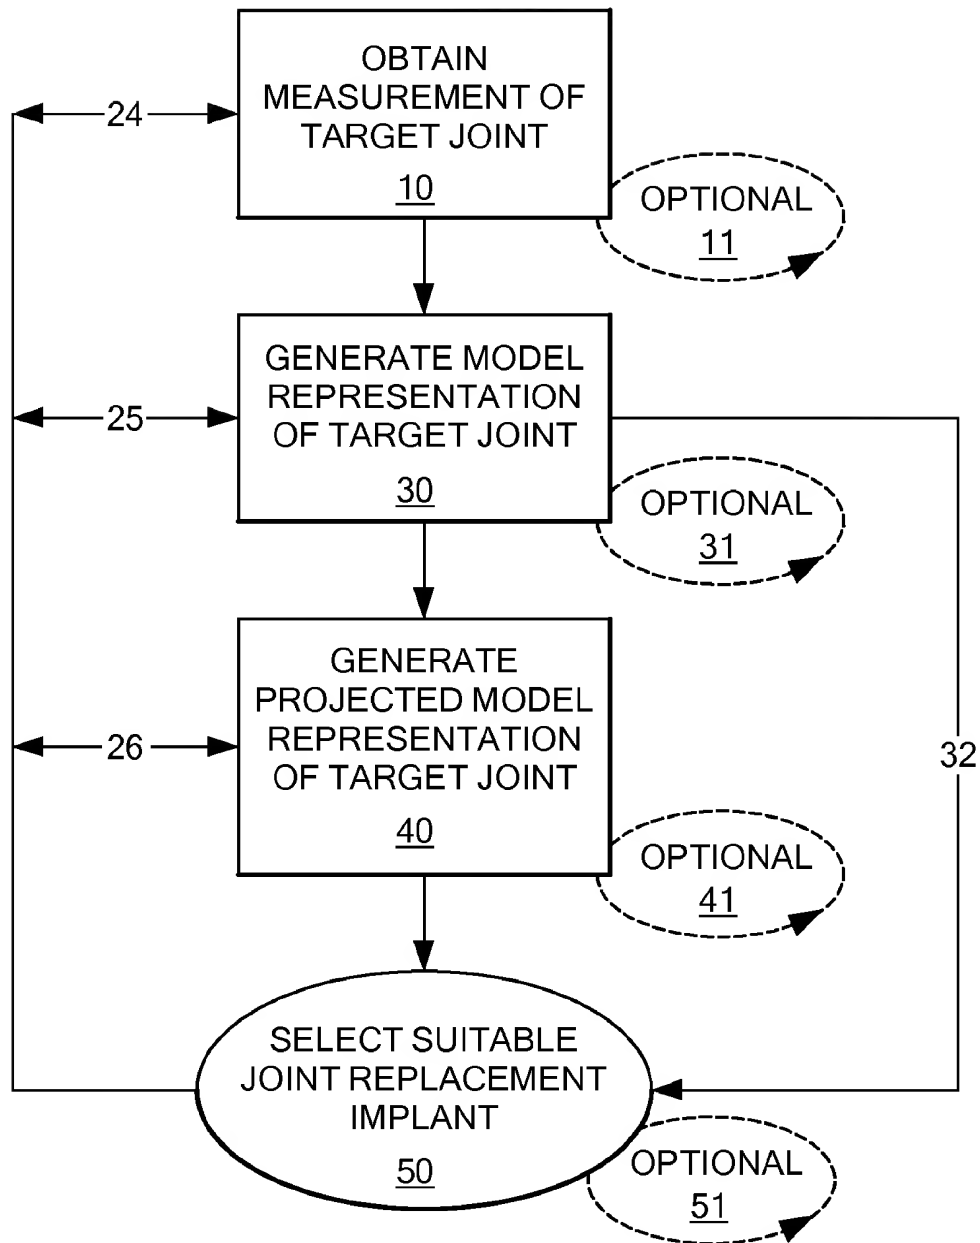 OBTAIN
MEASUREMENT OF
TARGET JOINT
10
24
OPTIONAL
11
GENERATE MODEL
REPRESENTATION
OF TARGET JOINT
30
25
OPTIONAL
31
GENERATE
PROJECTED MODEL
REPRESENTATION
OF TARGET JOINT
40
26
32
OPTIONAL
41
SELECT SUITABLE
JOINT REPLACEMENT
IMPLANT
50
OPTIONAL
51